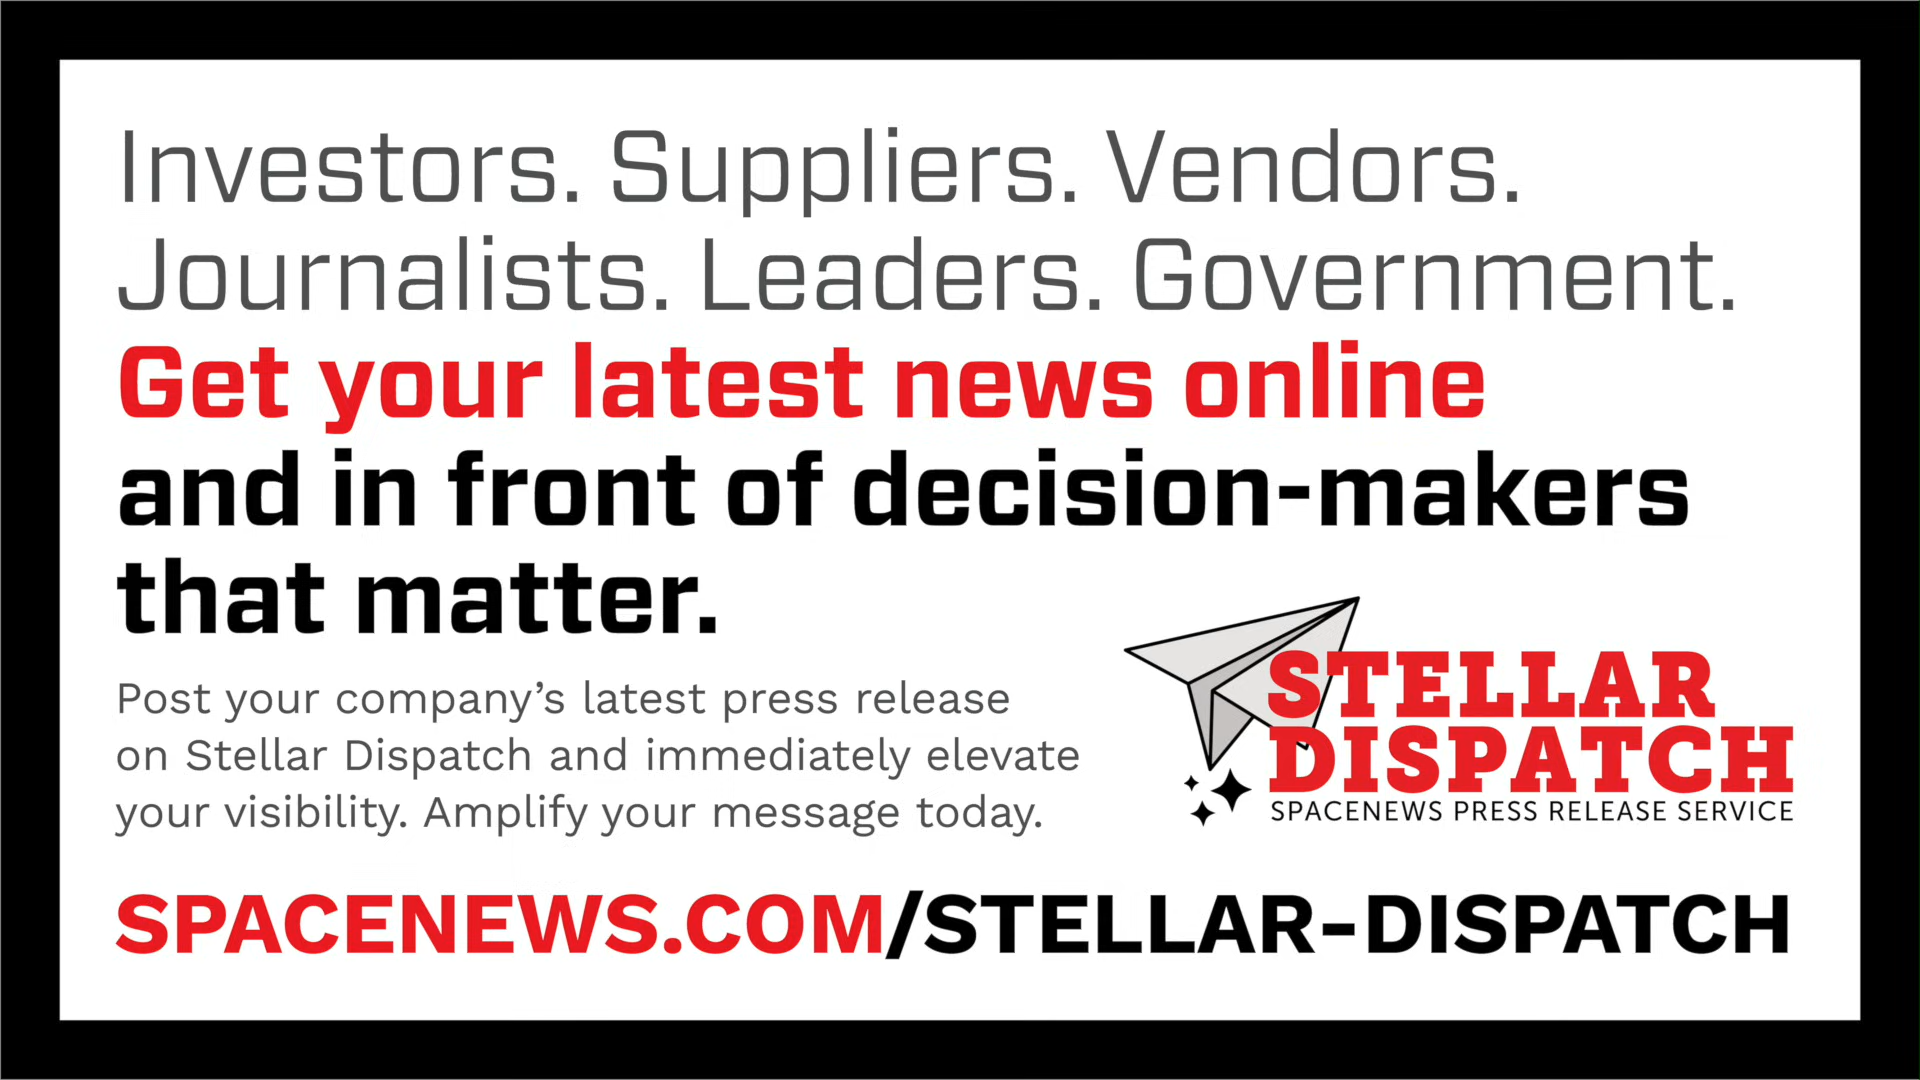 Investors. Suppliers. Vendors.
Journalists. Leaders. Government.
Get your latest news online
and in front of decision-makers
that matter.
Post your company’s latest press release
on Stellar Dispatch and immediately elevate
your visibility. Amplify your message today.
STELLAR
DISPATCH
SPACENEWS PRESS RELEASE SERVICE
SPACENEWS.COM/STELLAR-DISPATCH